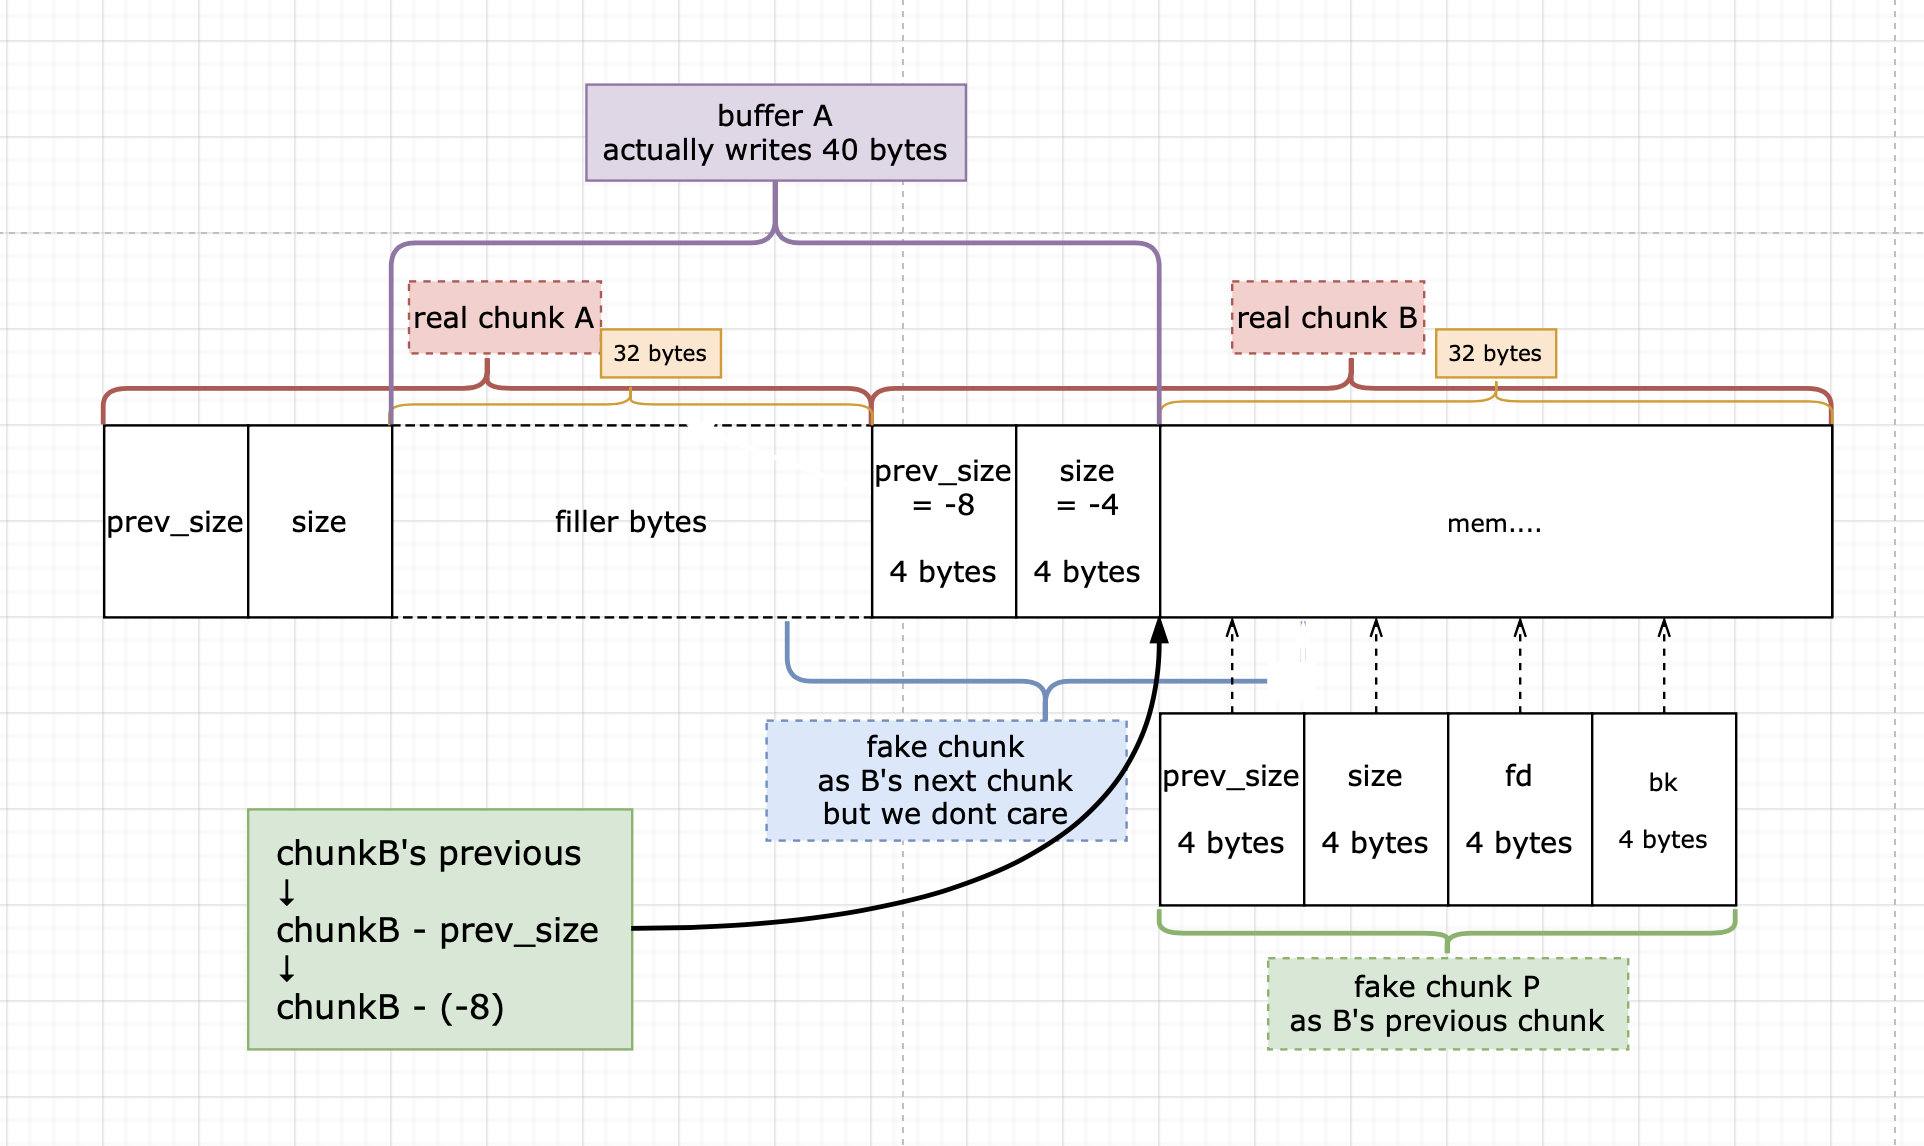 buffer A
actually writes 40 bytes
real chunk A
32 bytes
real chunk B
32 bytes
prev_size
size
filler bytes
prev_size
= -8
4 bytes
size
= -4
4 bytes
mem....
fake chunk
as B's next chunk
but we dont care
prev_size
4 bytes
size
4 bytes
fd
4 bytes
bk
4 bytes
chunkB's previous
↓
chunkB - prev_size
↓
chunkB - (-8)
fake chunk P
as B's previous chunk